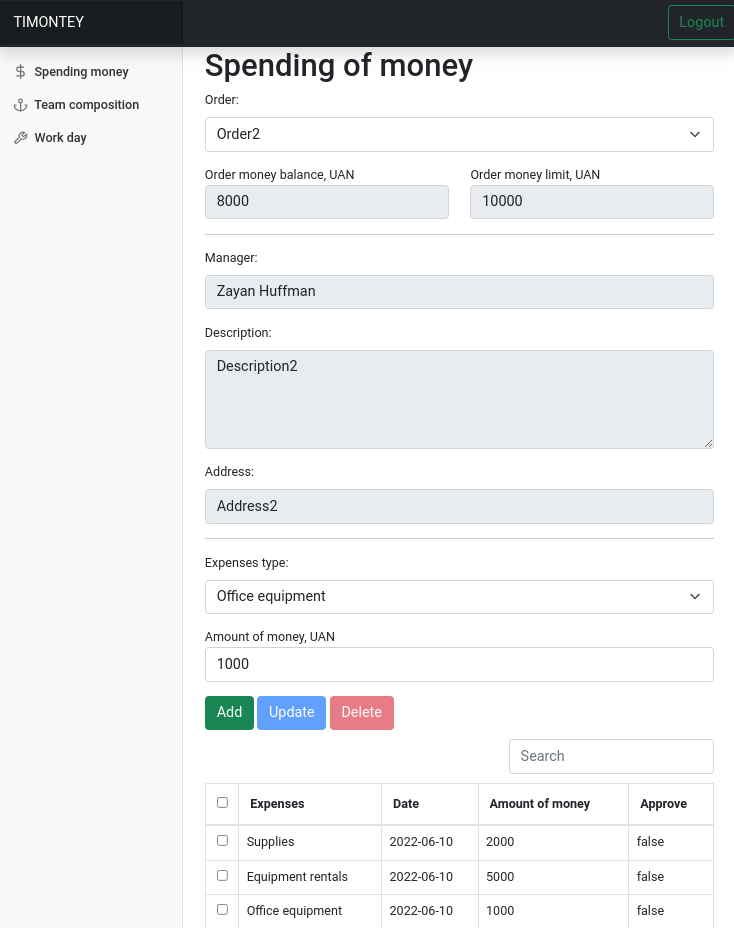 TIMONTEY
Logout
Spending money
Team composition
Work day
Spending of money
Order:
Order2
Order money balance, UAN
Order money limit, UAN
8000
10000
Manager:
Zayan Huffman
Description:
Description2
Address:
Address2
Expenses type:
Office equipment
Amount of money, UAN
1000
Add Update Delete
Search
Expenses Date Amount of money Approve
Supplies 2022-06-10 2000 false
Equipment rentals 2022-06-10 5000 false
Office equipment 2022-06-10 1000 false